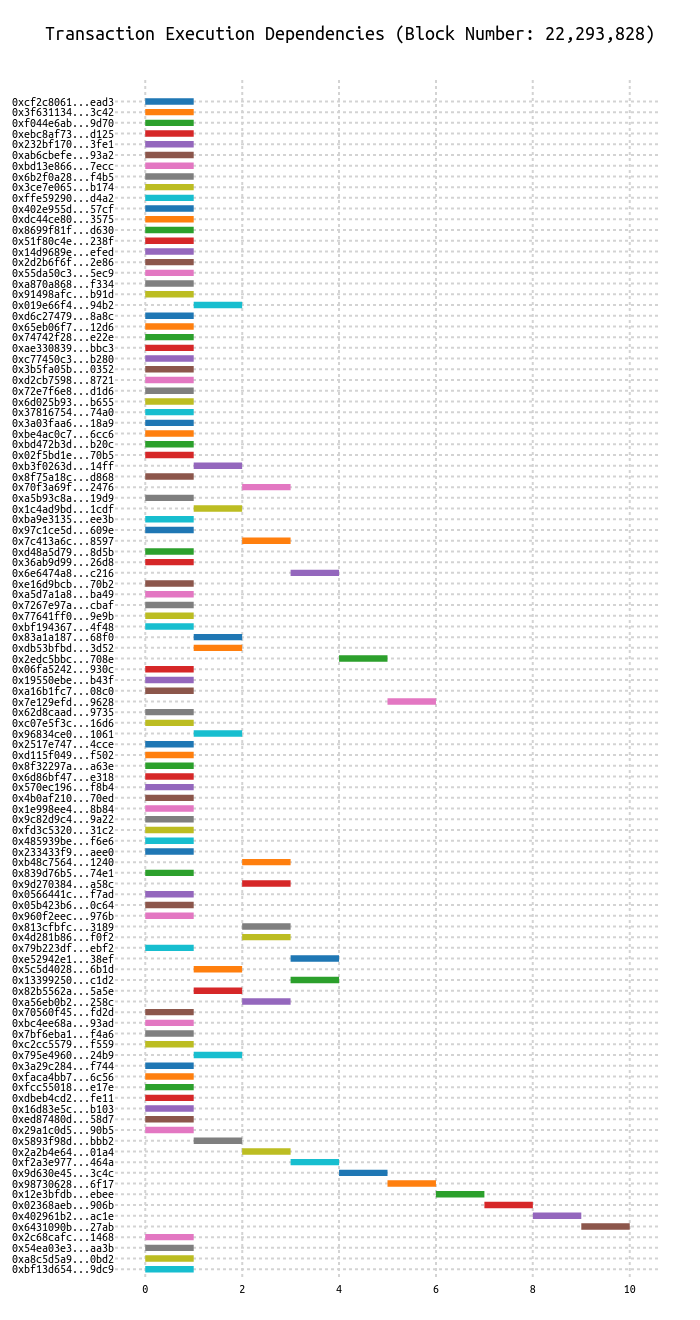 Transaction Execution Dependencies (Block Number: 22,293,828)
0xcf2c8061...ead3
0x3f631134...3c42
0xf044e6ab...9d70
0xebc8af73...d125
0x232bf170...3fe1
0xab6cbefe...93a2
0xbd13e866...7ecc
0x6b2f0a28...f4b5
0x3ce7e065...b174
0xffe59290...d4a2
0x402e955d...57cf
0xdc44ce80...3575
0x8699f81f...d630
0x51f80c4e...238f
0x14d9689e...efed
0x2d2b6f6f...2e86
0x55da50c3...5ec9
0xa870a868...f334
0x91498afc...b91d
0x019e66f4...94b2
0xd6c27479...8a8c
0x65eb06f7...12d6
0x74742f28...e22e
0xae330839...bbc3
0xc77450c3...b280
0x3b5fa05b...0352
0xd2cb7598...8721
0x72e7f6e8...d1d6
0x6d025b93...b655
0x37816754...74a0
0x3a03faa6...18a9
0xbe4ac0c7...6cc6
0xbd472b3d...b20c
0x02f5bd1e...70b5
0xb3f0263d...14ff
0x8f75a18c...d868
0x70f3a69f...2476
0xa5b93c8a...19d9
0x1c4ad9bd...1cdf
0xba9e3135...ee3b
0x97c1ce5d...609e
0x7c413a6c...8597
0xd48a5d79...8d5b
0x36ab9d99...26d8
0x6e6474a8...c216
0xe16d9bcb...70b2
0xa5d7a1a8...ba49
0x7267e97a...cbaf
0x77641ff0...9e9b
0xbf194367...4f48
0x83a1a187...68f0
0xdb53bfbd...3d52
0x2edc5bbc...708e
0x06fa5242...930c
0x19550ebe...b43f
0xa16b1fc7...08c0
0x7e129efd...9628
0x62d8caad...9735
0xc07e5f3c...16d6
0x96834ce0...1061
0x2517e747...4cce
0xd115f049...f502
0x8f32297a...a63e
0x6d86bf47...e318
0x570ec196...f8b4
0x4b0af210...70ed
0x1e998ee4...8b84
0x9c82d9c4...9a22
0xfd3c5320...31c2
0x485939be...f6e6
0x233433f9...aee0
0xb48c7564...1240
0x839d76b5...74e1
0x9d270384...a58c
0x0566441c...f7ad
0x05b423b6...0c64
0x960f2eec...976b
0x813cfbfc...3189
0x4d281b86...f0f2
0x79b223df...ebf2
0xe52942e1...38ef
0x5c5d4028...6b1d
0x13399250...c1d2
0x82b5562a...5a5e
0xa56eb0b2...258c
0x70560f45...fd2d
0xbc4ee68a...93ad
0x7bf6eba1...f4a6
0xc2cc5579...f559
0x795e4960...24b9
0x3a29c284...f744
0xfaca4bb7...6c56
0xfcc55018...e17e
0xdbeb4cd2...fe11
0x16d83e5c...b103
0xed87480d...58d7
0x29a1c0d5...90b5
0x5893f98d...bbb2
0x2a2b4e64...01a4
0xf2a3e977...464a
0x9d630e45...3c4c
0x98730628...6f17
0x12e3bfdb...ebee
0x02368aeb...906b
0x402961b2...ac1e
0x6431090b...27ab
0x2c68cafc...1468
0x54ea03e3...aa3b
0xa8c5d5a9...0bd2
0xbf13d654...9dc9
0 2 4 6 8 10